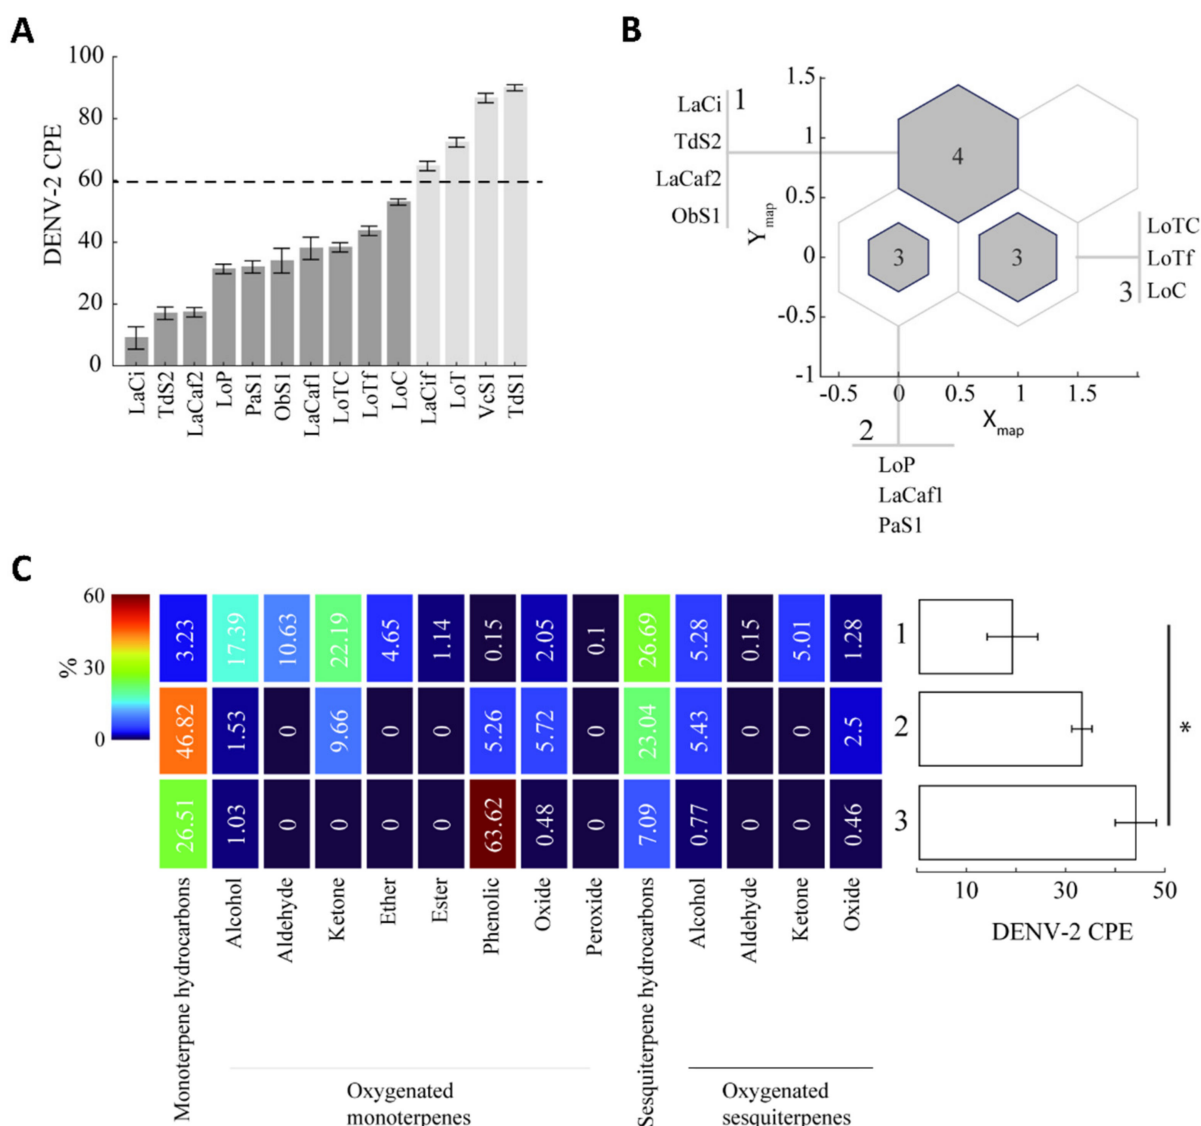 A
100
80
60
40
20
0
DENV-2 CPE
LaCi
TdS2
LaCaf2
LoP
PaS1
ObS1
LaCaf1
LoTC
LoTf
LoC
LaCif
LoT
VcS1
TdS1
B
LaCi
TdS2
LaCaf2
ObS1
1
1.5
1
0.5
0
-0.5
-1
Ymap
4
3
3
-0.5
0
0.5
1.0
1.5
Xmap
LoTC
LoTf
LoC
3
2
LoP
LaCaf1
PaS1
C
60
30
0
%
3.23 17.39 10.63 22.19 4.65 1.14 0.15 2.05 0.1 26.69 5.28 0.15 5.01 1.28
46.82 1.53 0 9.66 0 0 5.26 5.72 0 23.04 5.43 0 0 2.5
26.51 1.03 0 0 0 0 63.62 0.48 0 7.09 0.77 0 0 0.46
Monoterpene hydrocarbons
Alcohol
Aldehyde
Ketone
Ether
Ester
Phenolic
Oxide
Peroxide
Sesquiterpene hydrocarbons
Alcohol
Aldehyde
Ketone
Oxide
Oxygenated
monoterpenes
Oxygenated
sesquiterpenes
1
2
3
*
10
30
50
DENV-2 CPE